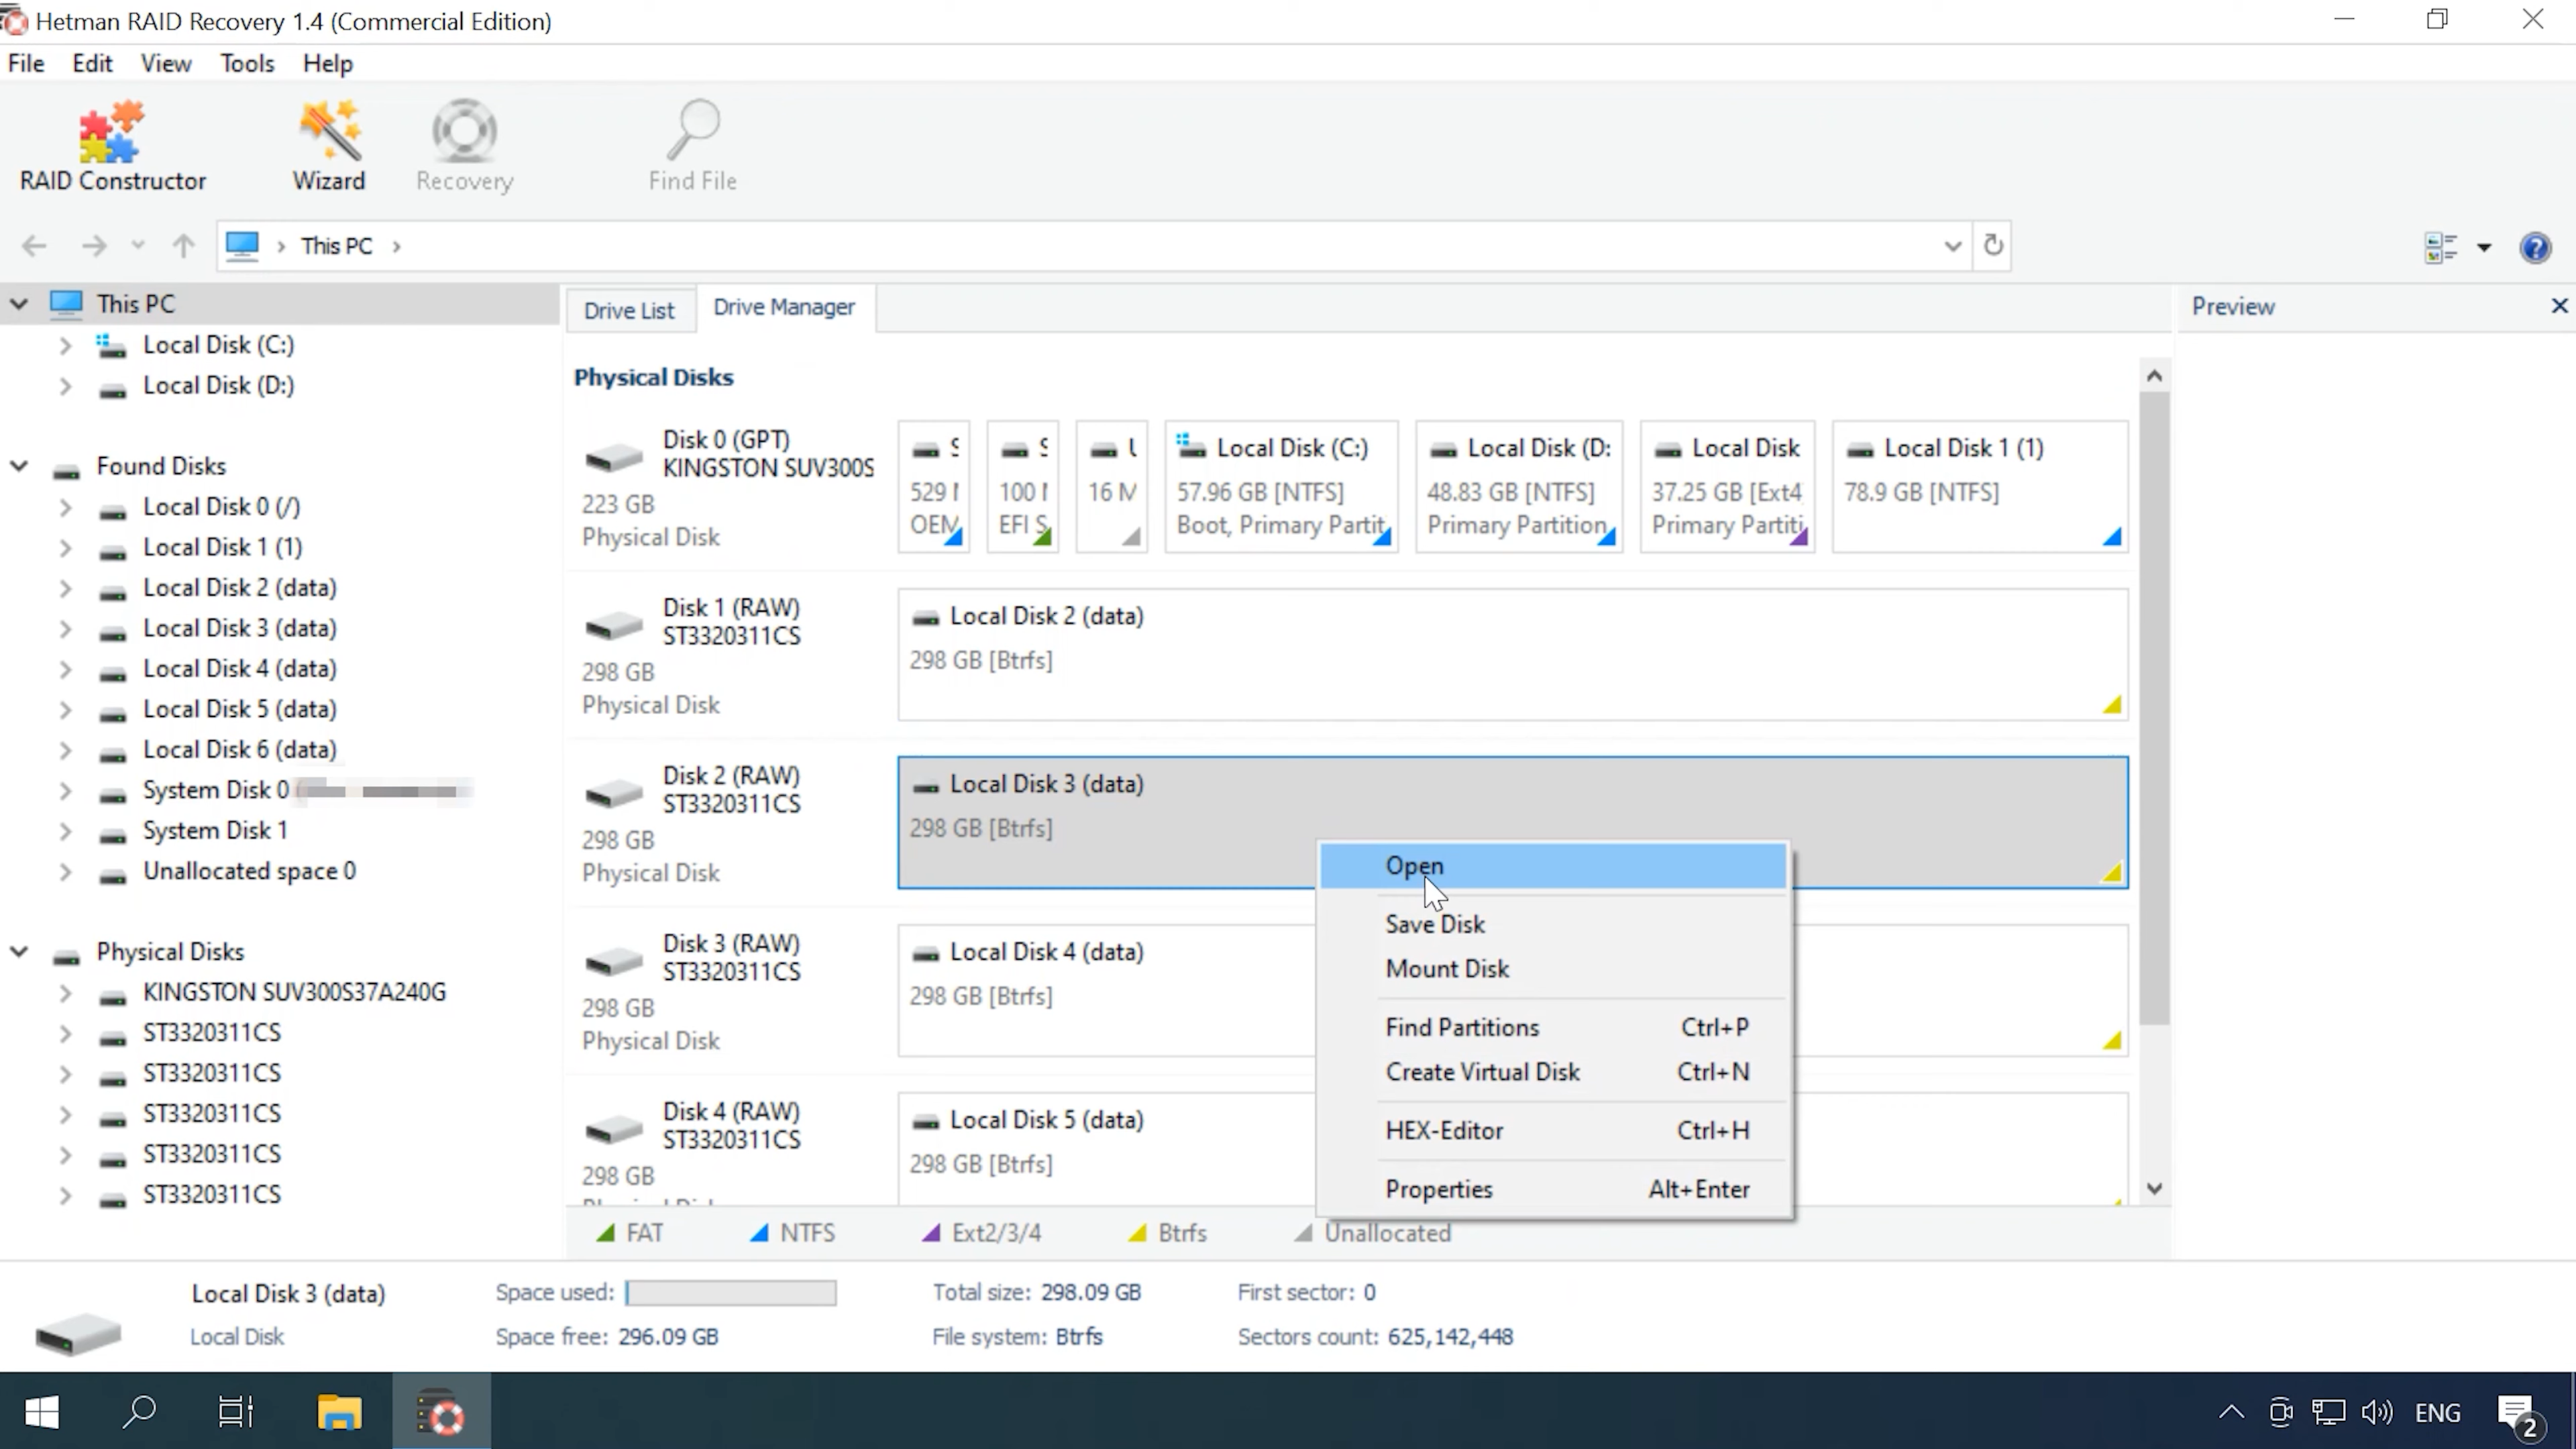 Hetman RAID Recovery 1.4 (Commercial Edition)
File Edit View Tools Help
RAID Constructor Wizard Recovery Find File
This PC
This PC
Local Disk (C:)
Local Disk (D:)
Found Disks
Local Disk 0 (/)
Local Disk 1 (1)
Local Disk 2 (data)
Local Disk 3 (data)
Local Disk 4 (data)
Local Disk 5 (data)
Local Disk 6 (data)
System Disk 0
System Disk 1
Unallocated space 0
Physical Disks
KINGSTON SUV300S37A240G
ST3320311CS
ST3320311CS
ST3320311CS
ST3320311CS
ST3320311CS
Drive List Drive Manager
Physical Disks
Disk 0 (GPT)
KINGSTON SUV300S
223 GB
Physical Disk
529
OEM
100
EFI S
16 M
Local Disk (C:)
57.96 GB [NTFS]
Boot, Primary Partit
Local Disk (D:
48.83 GB [NTFS]
Primary Partition
Local Disk
37.25 GB [Ext4
Primary Partiti
Local Disk 1 (1)
78.9 GB [NTFS]
Disk 1 (RAW)
ST3320311CS
298 GB
Physical Disk
Local Disk 2 (data)
298 GB [Btrfs]
Disk 2 (RAW)
ST3320311CS
298 GB
Physical Disk
Local Disk 3 (data)
298 GB [Btrfs]
Disk 3 (RAW)
ST3320311CS
298 GB
Physical Disk
Local Disk 4 (data)
298 GB [Btrfs]
Disk 4 (RAW)
ST3320311CS
298 GB
Local Disk 5 (data)
298 GB [Btrfs]
Open
Save Disk
Mount Disk
Find Partitions Ctrl+P
Create Virtual Disk Ctrl+N
HEX-Editor Ctrl+H
Properties Alt+Enter
FAT NTFS Ext2/3/4 Btrfs Unallocated
Preview
Local Disk 3 (data)
Local Disk
Space used:
Space free: 296.09 GB
Total size: 298.09 GB
File system: Btrfs
First sector: 0
Sectors count: 625,142,448
ENG
2